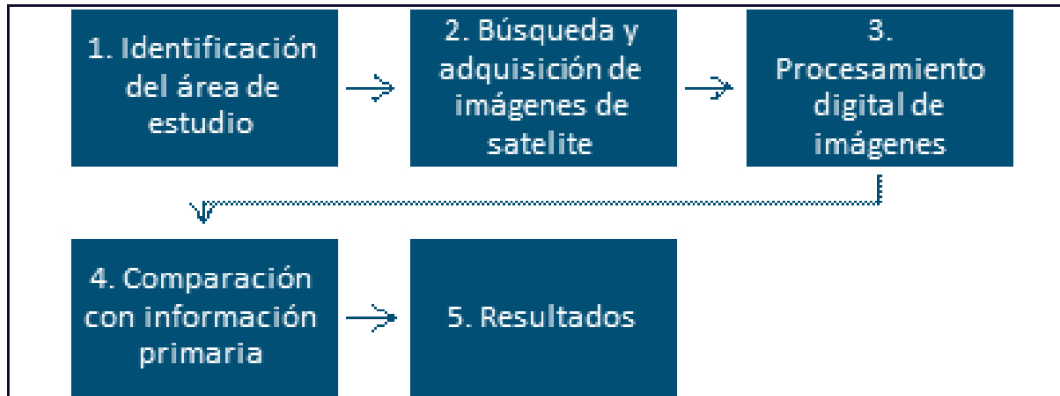 1. Identificación
del área de
estudio
2. Búsqueda y
adquisición de
imágenes de
satelite
3.
Procesamiento
digital de
imágenes
4. Comparación
con información
primaria
5. Resultados